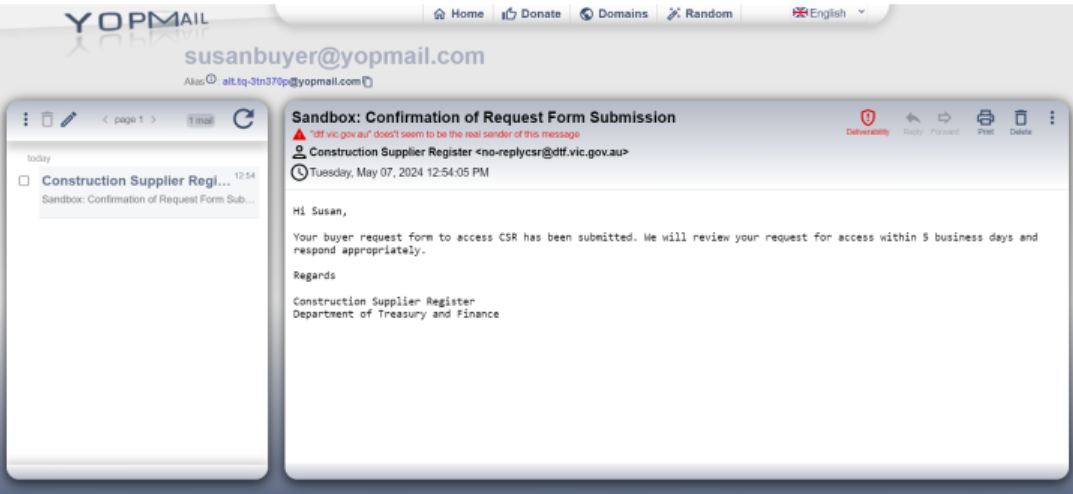 YOPMAIL
Home Donate Domains Random English
susanbuyer@yopmail.com
Alias : alt.tq-3tn370p@yopmail.com
< page 1 > 1 mail
today
Construction Supplier Regi... 12:54
Sandbox: Confirmation of Request Form Sub...
Sandbox: Confirmation of Request Form Submission
"dtf.vic.gov.au" does't seem to be the real sender of this message
Construction Supplier Register <no-replycsr@dtf.vic.gov.au>
Tuesday, May 07, 2024 12:54:05 PM
Deliverability Reply Forward Print Delete
Hi Susan,
Your buyer request form to access CSR has been submitted. We will review your request for access within 5 business days and
respond appropriately.
Regards
Construction Supplier Register
Department of Treasury and Finance